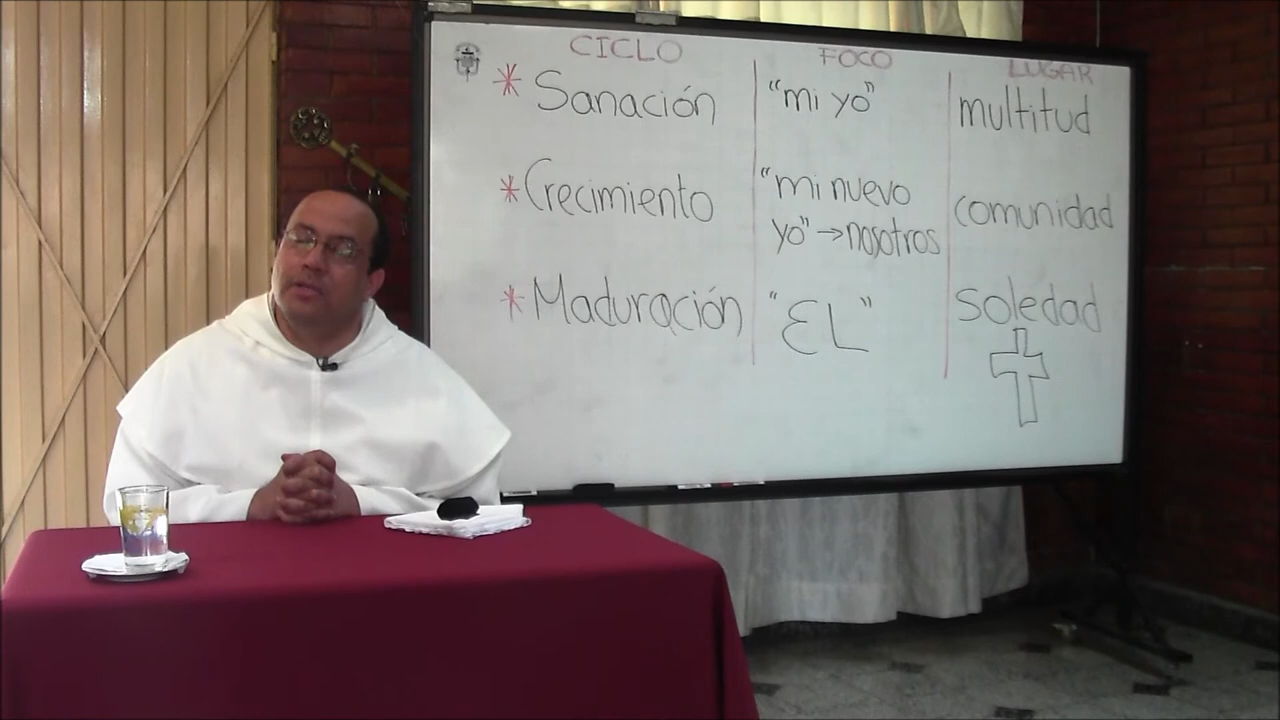 CICLO FOCO LUGAR
* Sanación "mi yo" multitud
* Crecimiento "mi nuevo yo" → nosotros comunidad
* Maduración "EL" soledad